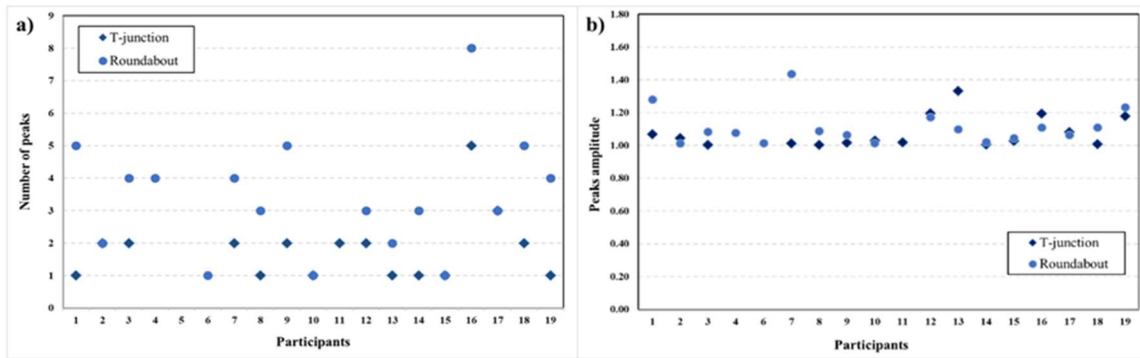 a)
T-junction
Roundabout
Number of peaks
9
8
7
6
5
4
3
2
1
0
1 2 3 4 5 6 7 8 9 10 11 12 13 14 15 16 17 18 19
Participants
b)
Peaks amplitude
1.80
1.60
1.40
1.20
1.00
0.80
0.60
0.40
0.20
0.00
T-junction
Roundabout
1 2 3 4 5 6 7 8 9 10 11 12 13 14 15 16 17 18 19
Participants